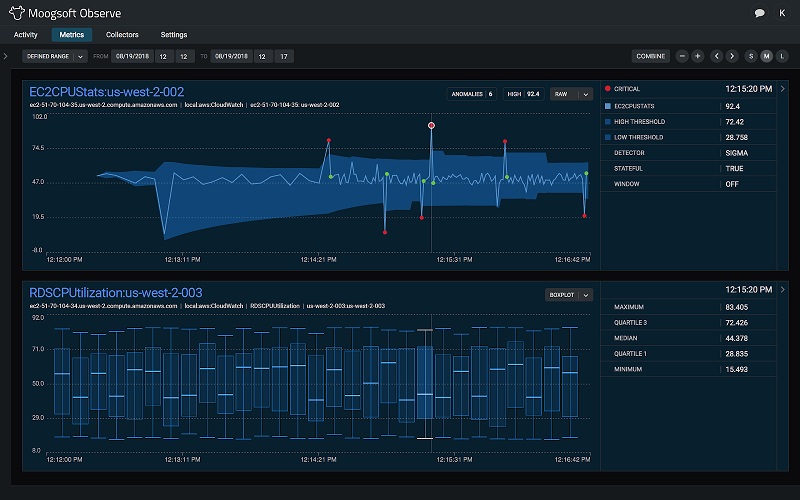 Moogsoft Observe
K
Activity Metrics Collectors Settings
DEFINED RANGE FROM 08/19/2018 12 12 TO 08/19/2018 12 17 COMBINE S M L
EC2CPUStats:us-west-2-002
ec2-51-70-104-35.us-west-2.compute.amazonaws.com | local:aws:CloudWatch | ec2-51-70-104-35: us-west-2-002
ANOMALIES 6 HIGH 92.4 RAW
102.0
74.5
47.0
19.5
-8.0
12:12:00 PM 12:13:11 PM 12:14:21 PM 12:15:31 PM 12:16:42 PM
CRITICAL 12:15:20 PM
EC2CPUSTATS 92.4
HIGH THRESHOLD 72.42
LOW THRESHOLD 28.758
DETECTOR SIGMA
STATEFUL TRUE
WINDOW OFF
RDSCPUtilization:us-west-2-003
ec2-51-70-104-34.us-west-2.compute.amazonaws.com | local:aws:CloudWatch | RDSCPUUtilization | us-west-2-003:us-west-2-003
BOXPLOT
92.0
71.0
50.0
29.0
8.0
12:12:00 PM 12:13:11 PM 12:14:21 PM 12:15:31 PM 12:16:42 PM
12:15:20 PM
MAXIMUM 83.405
QUARTILE 3 72.426
MEDIAN 44.378
QUARTILE 1 28.835
MINIMUM 15.493